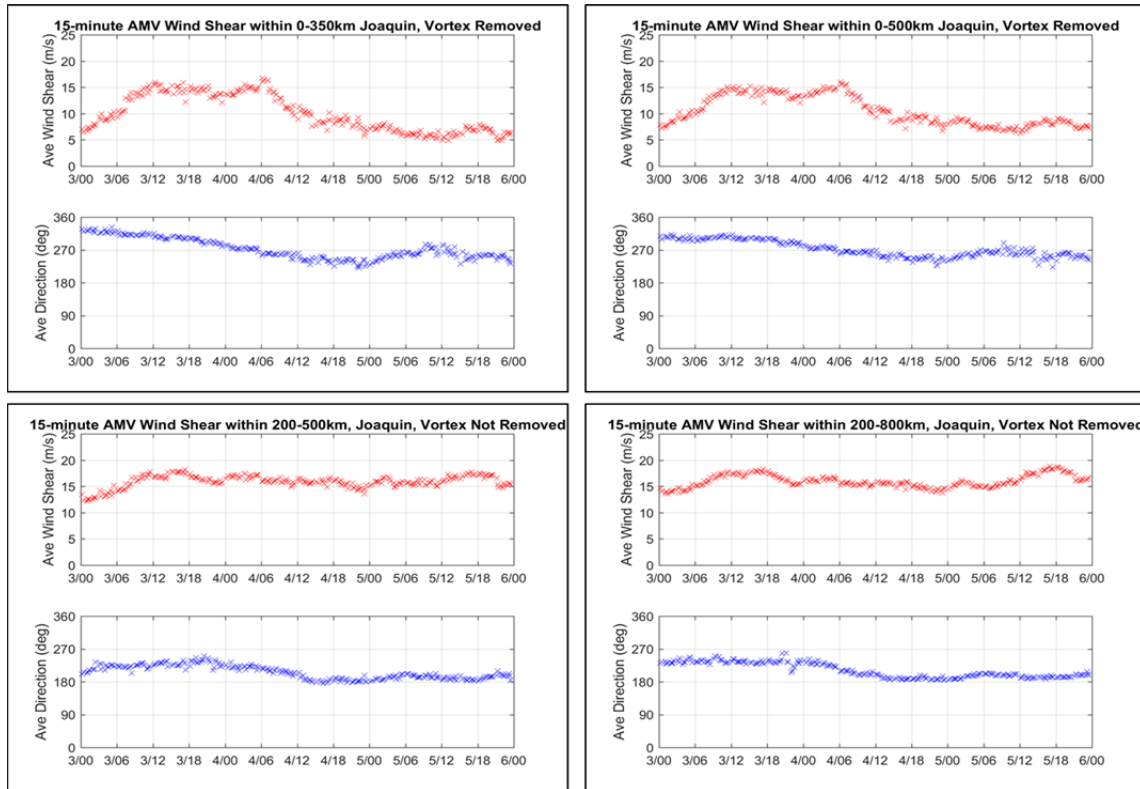 15-minute AMV Wind Shear within 0-350km Joaquin, Vortex Removed
Ave Wind Shear (m/s)
25
20
15
10
5
0
3/00 3/06 3/12 3/18 4/00 4/06 4/12 4/18 5/00 5/06 5/12 5/18 6/00
Ave Direction (deg)
360
270
180
90
0
3/00 3/06 3/12 3/18 4/00 4/06 4/12 4/18 5/00 5/06 5/12 5/18 6/00
15-minute AMV Wind Shear within 0-500km Joaquin, Vortex Removed
Ave Wind Shear (m/s)
25
20
15
10
5
0
3/00 3/06 3/12 3/18 4/00 4/06 4/12 4/18 5/00 5/06 5/12 5/18 6/00
Ave Direction (deg)
360
270
180
90
0
3/00 3/06 3/12 3/18 4/00 4/06 4/12 4/18 5/00 5/06 5/12 5/18 6/00
15-minute AMV Wind Shear within 200-500km, Joaquin, Vortex Not Removed
Ave Wind Shear (m/s)
25
20
15
10
5
0
3/00 3/06 3/12 3/18 4/00 4/06 4/12 4/18 5/00 5/06 5/12 5/18 6/00
Ave Direction (deg)
360
270
180
90
0
3/00 3/06 3/12 3/18 4/00 4/06 4/12 4/18 5/00 5/06 5/12 5/18 6/00
15-minute AMV Wind Shear within 200-800km, Joaquin, Vortex Not Removed
Ave Wind Shear (m/s)
25
20
15
10
5
0
3/00 3/06 3/12 3/18 4/00 4/06 4/12 4/18 5/00 5/06 5/12 5/18 6/00
Ave Direction (deg)
360
270
180
90
0
3/00 3/06 3/12 3/18 4/00 4/06 4/12 4/18 5/00 5/06 5/12 5/18 6/00